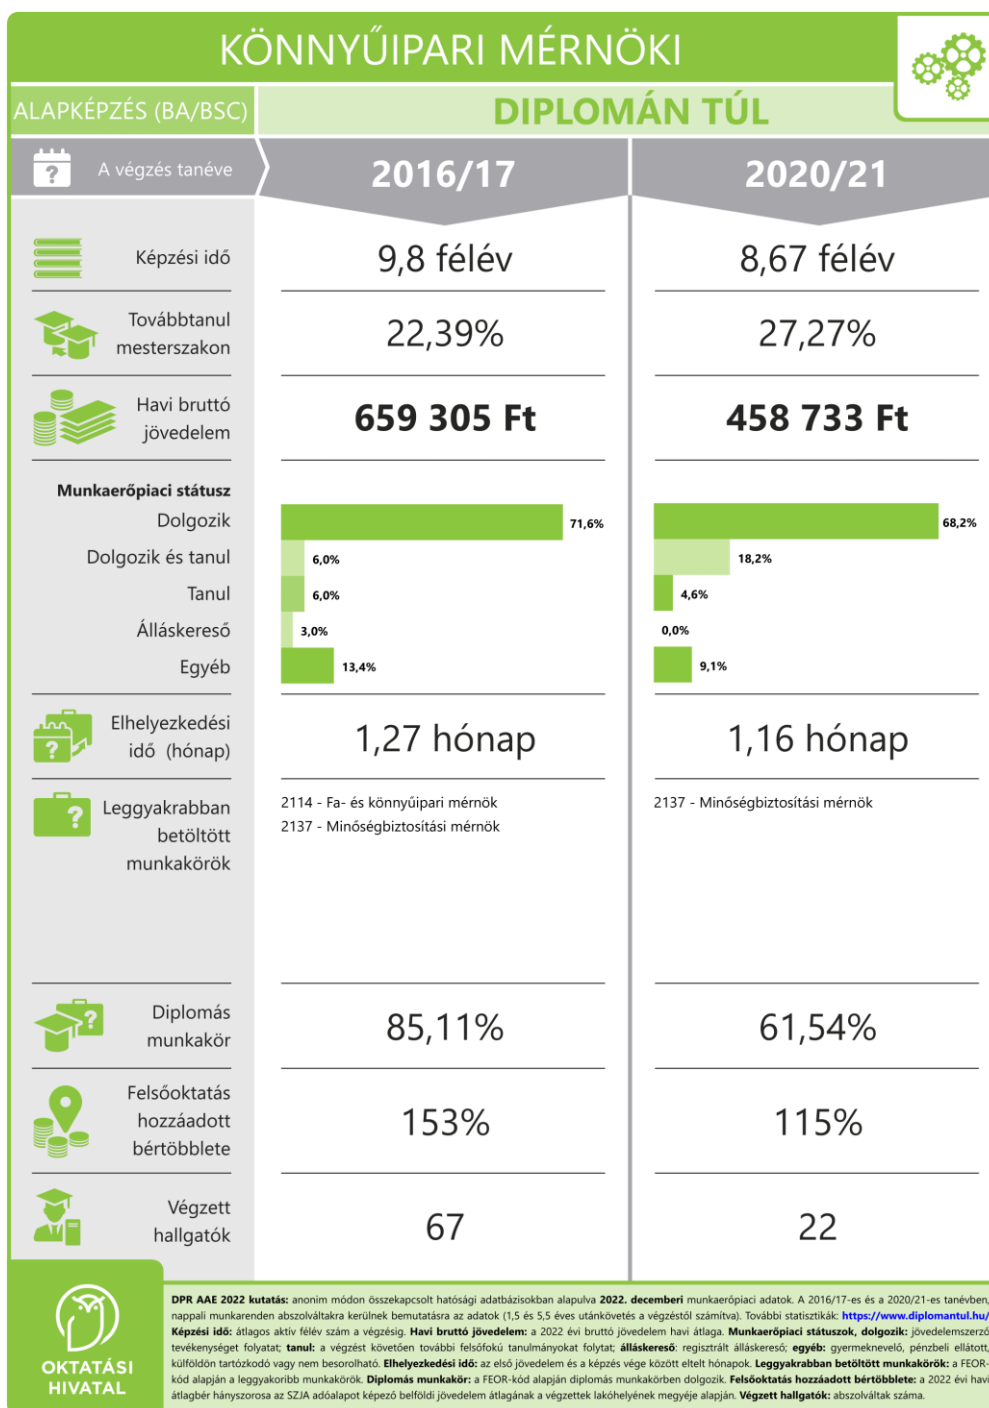 KÖNNYŰIPARI MÉRNÖKI
ALAPKÉPZÉS (BA/BSC)
DIPLOMÁN TÚL
A végzés tanéve
2016/17
2020/21
Képzési idő
9,8 félév
8,67 félév
Továbbtanul
mesterszakon
22,39%
27,27%
Havi bruttó
jövedelem
659 305 Ft
458 733 Ft
Munkaerőpiaci státusz
Dolgozik
71,6%
68,2%
Dolgozik és tanul
6,0%
18,2%
Tanul
6,0%
4,6%
Álláskereső
3,0%
0,0%
Egyéb
13,4%
9,1%
Elhelyezkedési
idő (hónap)
1,27 hónap
1,16 hónap
Leggyakrabban
betöltött
munkakörök
2114 - Fa- és könnyűipari mérnök
2137 - Minőségbiztosítási mérnök
2137 - Minőségbiztosítási mérnök
Diplomás
munkakör
85,11%
61,54%
Felsőoktatás
hozzáadott
bértöbblete
153%
115%
Végzett
hallgatók
67
22
OKTATÁSI
HIVATAL
DPR AAE 2022 kutatás: anonim módon összekapcsolt hatósági adatbázisokban alapulva 2022. decemberi munkaerőpiaci adatok. A 2016/17-es és a 2020/21-es tanévben,
nappali munkarenden abszolváltakra kerülnek bemutatásra az adatok (1,5 és 5,5 éves utánkövetés a végzéstől számítva). További statisztikák: https://www.diplomantul.hu/
Képzési idő: átlagos aktív félév szám a végzésig. Havi bruttó jövedelem: a 2022 évi bruttó jövedelem havi átlaga. Munkaerőpiaci státuszok, dolgozik: jövedelemszerző
tevékenységet folyatat; tanul: a végzést követően további felsőfokú tanulmányokat folytat; álláskereső: regisztrált álláskereső; egyéb: gyermeknevelő, pénzbeli ellátott,
külföldön tartózkodó vagy nem besorolható. Elhelyezkedési idő: az első jövedelem és a képzés vége között eltelt hónapok. Leggyakrabban betöltött munkakörök: a FEOR-
kód alapján a leggyakoribb munkakörök. Diplomás munkakör: a FEOR-kód alapján diplomás munkakörben dolgozik. Felsőoktatás hozzáadott bértöbblete: a 2022 évi havi
átlagbér hányszorosa az SZJA adóalapot képező belföldi jövedelem átlagának a végzettek lakóhelyének megyéje alapján. Végzett hallgatók: abszolváltak száma.